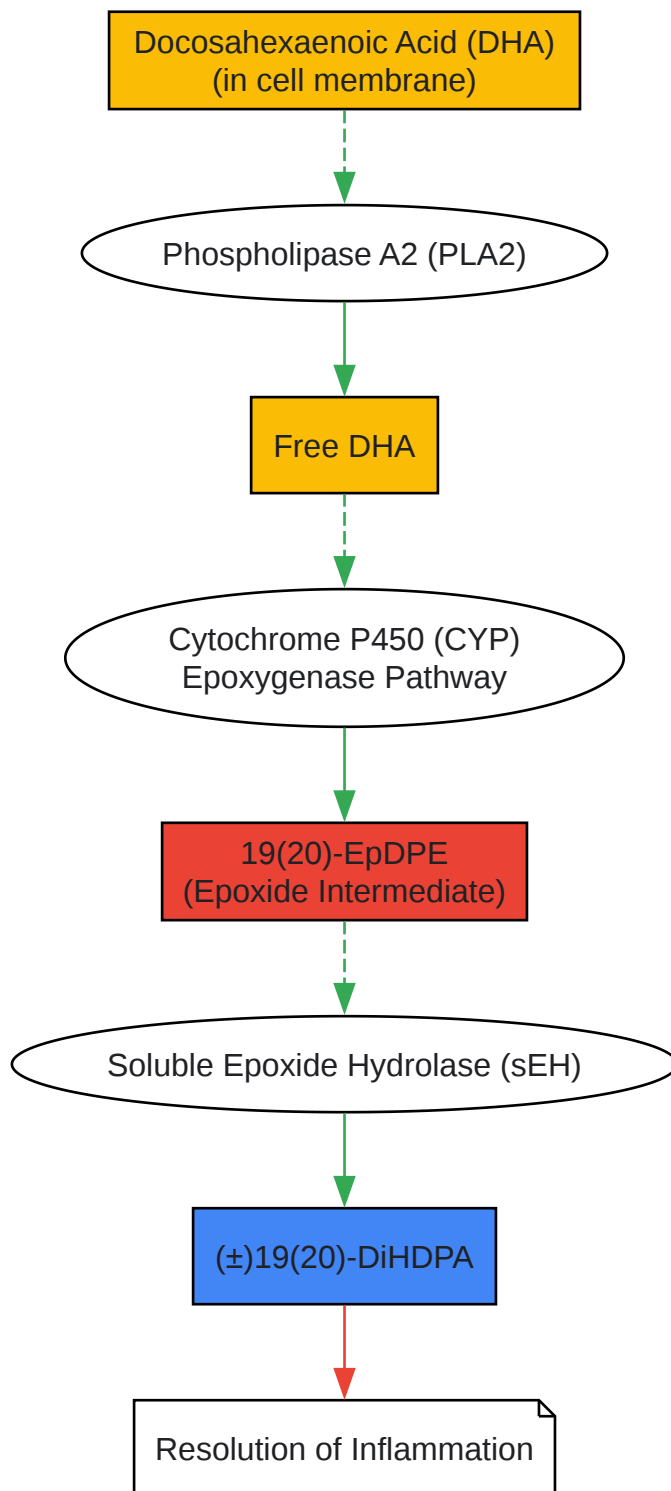 Docosahexaenoic Acid (DHA)
(in cell membrane)
Phospholipase A2 (PLA2)
Free DHA
Cytochrome P450 (CYP)
Epoxygenase Pathway
19(20)-EpDPE
(Epoxide Intermediate)
Soluble Epoxide Hydrolase (sEH)
(±)19(20)-DiHDPA
Resolution of Inflammation